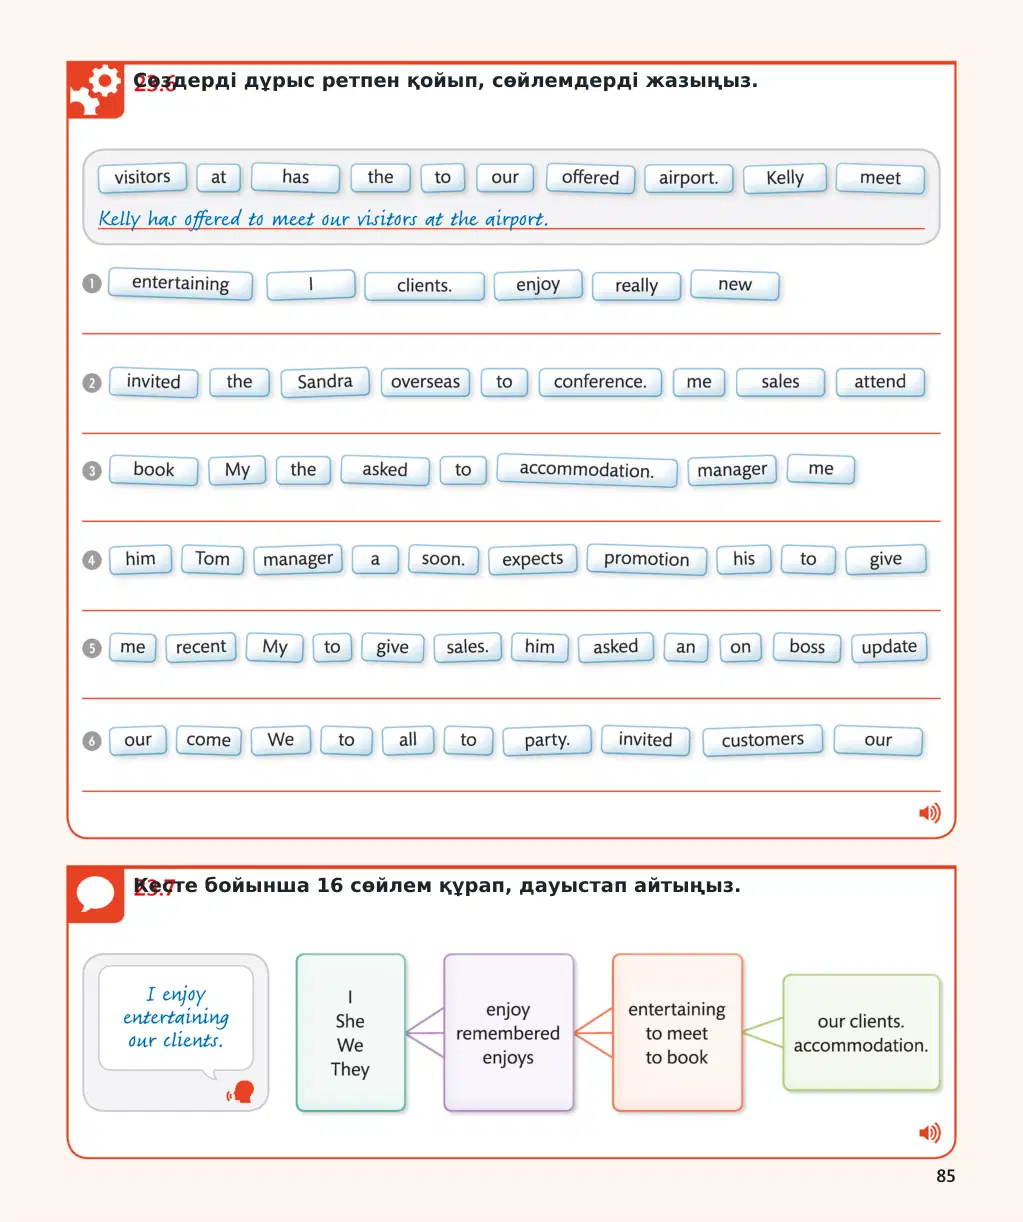 23.6 Сөздерді дұрыс ретпен қойып, сөйлемдерді жазыңыз.
visitors at has the to our offered airport. Kelly meet
Kelly has offered to meet our visitors at the airport.
1 entertaining I clients. enjoy really new
2 invited the Sandra overseas to conference. me sales attend
3 book My the asked to accommodation. manager me
4 him Tom manager a soon. expects promotion his to give
5 me recent My to give sales. him asked an on boss update
6 our come We to all to party. invited customers our
23.7 Кесте бойынша 16 сөйлем құрап, дауыстап айтыңыз.
I enjoy
entertaining
our clients.
I
She
We
They
enjoy
remembered
enjoys
entertaining
to meet
to book
our clients.
accommodation.
85